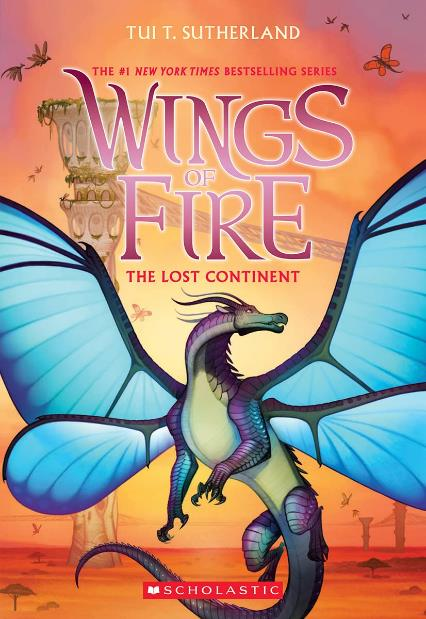 TUI T. SUTHERLAND
THE #1 NEW YORK TIMES BESTSELLING SERIES
WINGS
OF
FIRE
THE LOST CONTINENT
SCHOLASTIC